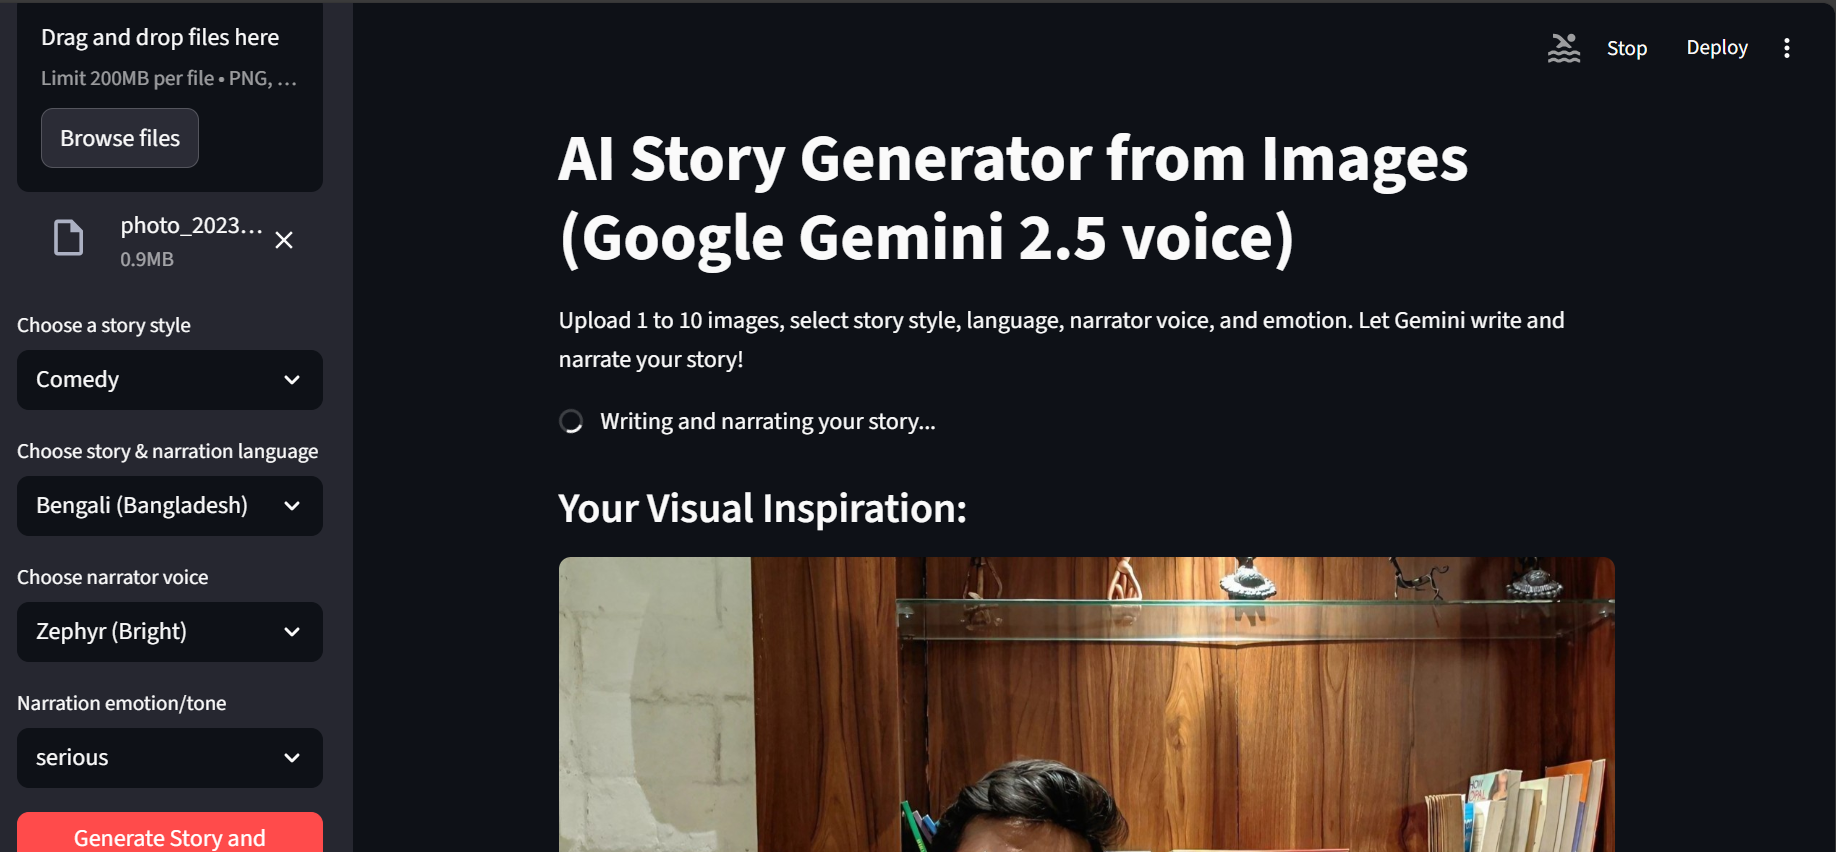 Drag and drop files here
Limit 200MB per file • PNG, ...
Browse files
photo_2023...
0.9MB
Choose a story style
Comedy
Choose story & narration language
Bengali (Bangladesh)
Choose narrator voice
Zephyr (Bright)
Narration emotion/tone
serious
Generate Story and
Stop
Deploy
AI Story Generator from Images
(Google Gemini 2.5 voice)
Upload 1 to 10 images, select story style, language, narrator voice, and emotion. Let Gemini write and
narrate your story!
Writing and narrating your story...
Your Visual Inspiration: